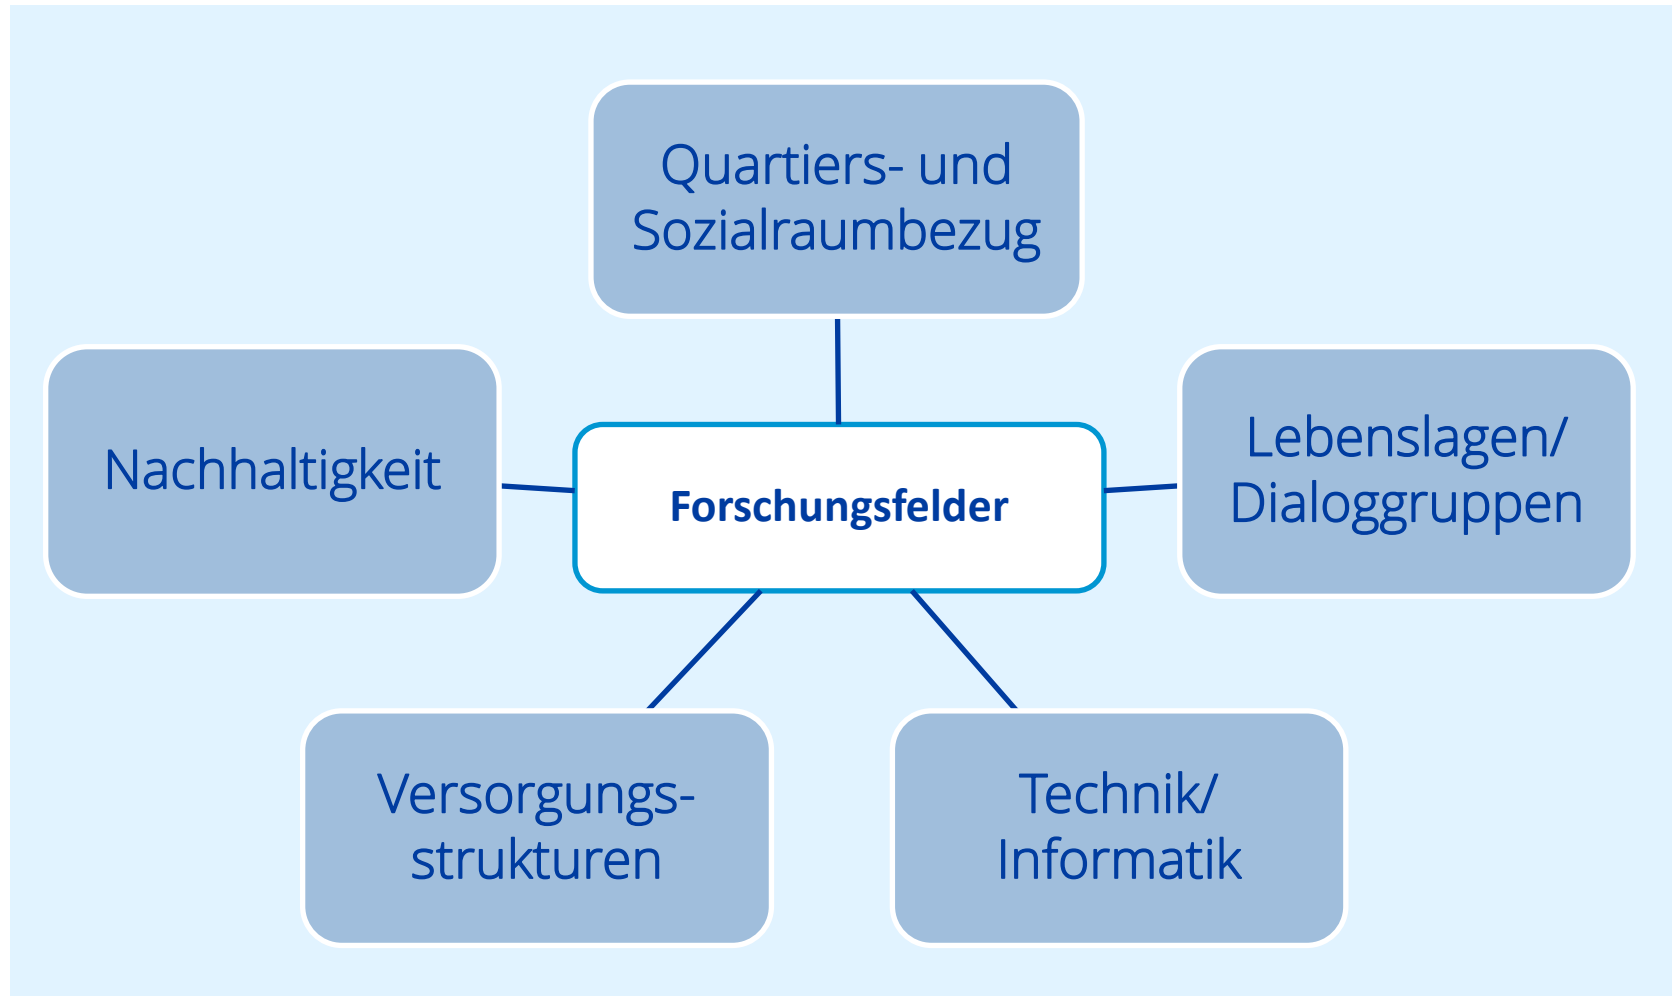 Quartiers- und
Sozialraumbezug
Nachhaltigkeit
Forschungsfelder
Lebenslagen/
Dialoggruppen
Versorgungs-
strukturen
Technik/
Informatik